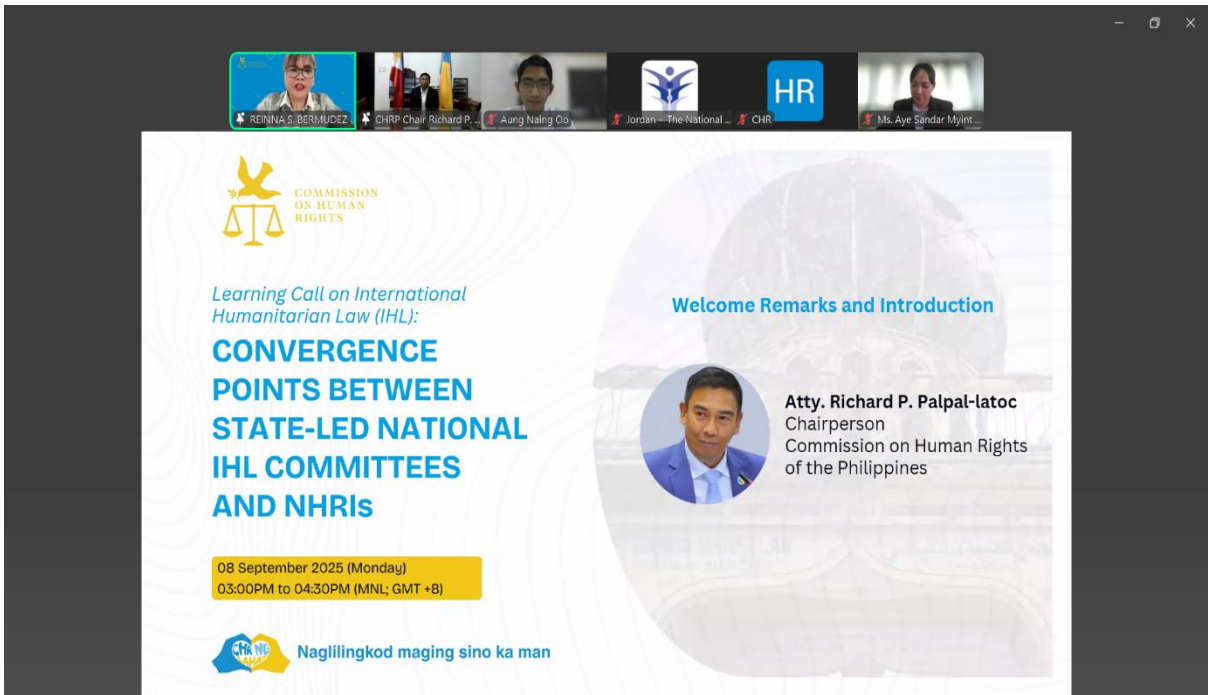 REINNA S. BERMUDEZ
CHRP Chair Richard P. ...
Aung Naing Oo
Jordan - The National ...
HR
CHR
Ms. Aye Sandar Myint ...
COMMISSION
ON HUMAN
RIGHTS
Learning Call on International
Humanitarian Law (IHL):
CONVERGENCE
POINTS BETWEEN
STATE-LED NATIONAL
IHL COMMITTEES
AND NHRIs
08 September 2025 (Monday)
03:00PM to 04:30PM (MNL; GMT +8)
Naglilingkod maging sino ka man
Welcome Remarks and Introduction
Atty. Richard P. Palpal-latoc
Chairperson
Commission on Human Rights
of the Philippines